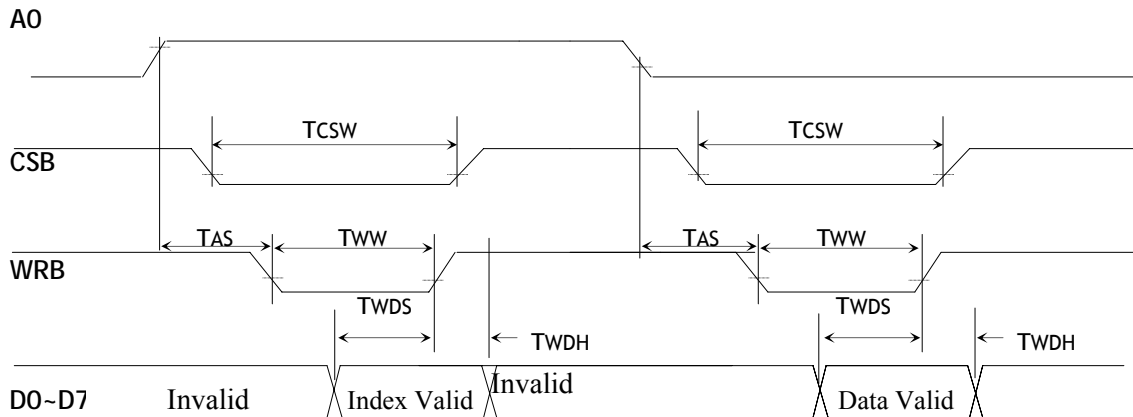 A0
TCSW TCSW
CSB
TAS TWW TAS TWW
WRB
TWDS TWDS
TWDH TWDH
D0~D7 Invalid Index Valid Invalid Data Valid